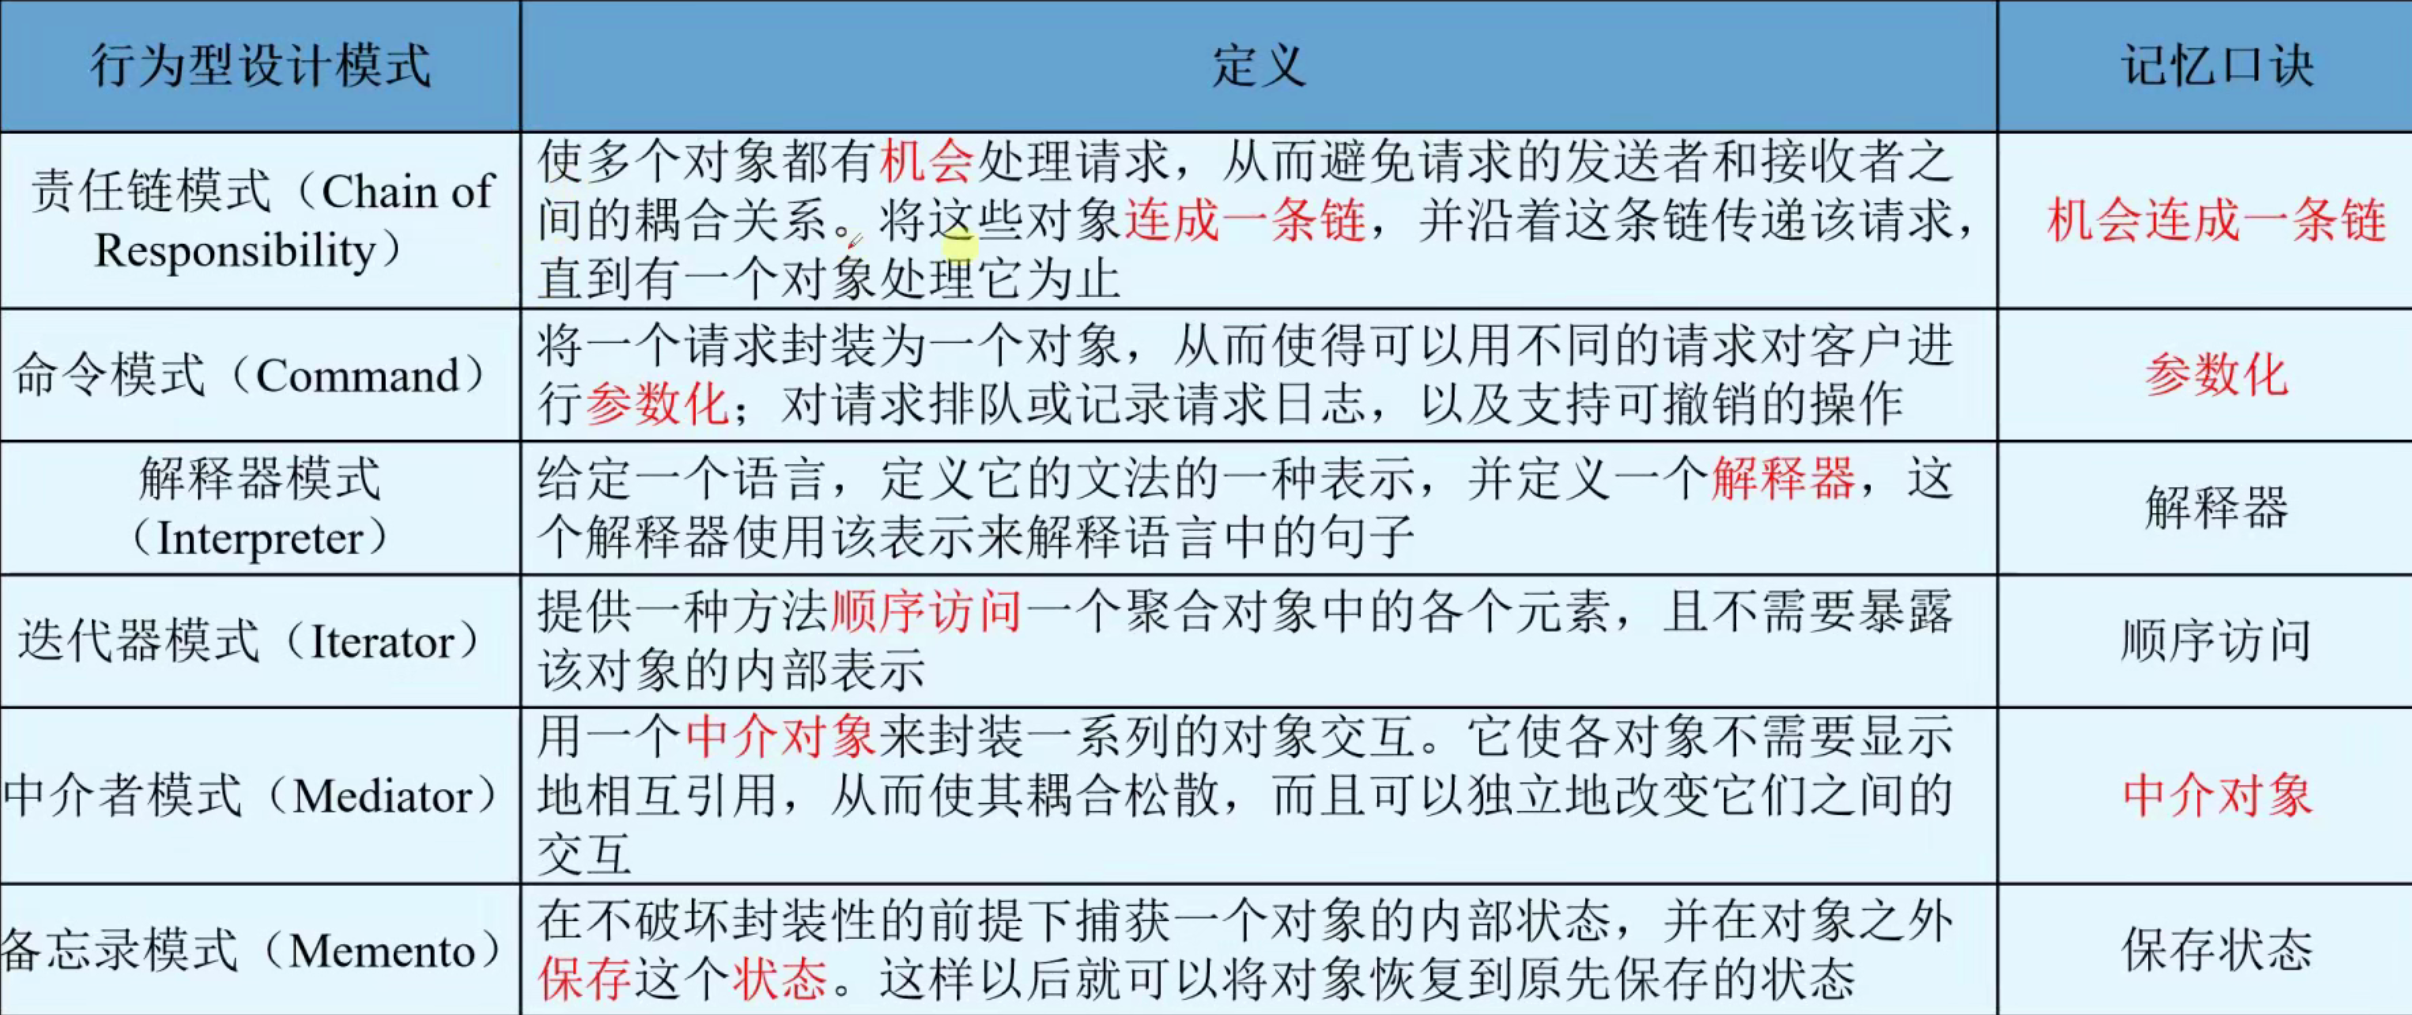 行为型设计模式
定义
记忆口诀
责任链模式（Chain of
Responsibility）
使多个对象都有机会处理请求，从而避免请求的发送者和接收者之
间的耦合关系。将这些对象连成一条链，并沿着这条链传递该请求，
直到有一个对象处理它为止
机会连成一条链
命令模式（Command）
将一个请求封装为一个对象，从而使得可以用不同的请求对客户进
行参数化；对请求排队或记录请求日志，以及支持可撤销的操作
参数化
解释器模式
（Interpreter）
给定一个语言，定义它的文法的一种表示，并定义一个解释器，这
个解释器使用该表示来解释语言中的句子
解释器
迭代器模式（Iterator）
提供一种方法顺序访问一个聚合对象中的各个元素，且不需要暴露
该对象的内部表示
顺序访问
中介者模式（Mediator）
用一个中介对象来封装一系列的对象交互。它使各对象不需要显示
地相互引用，从而使其耦合松散，而且可以独立地改变它们之间的
交互
中介对象
备忘录模式（Memento）
在不破坏封装性的前提下捕获一个对象的内部状态，并在对象之外
保存这个状态。这样以后就可以将对象恢复到原先保存的状态
保存状态